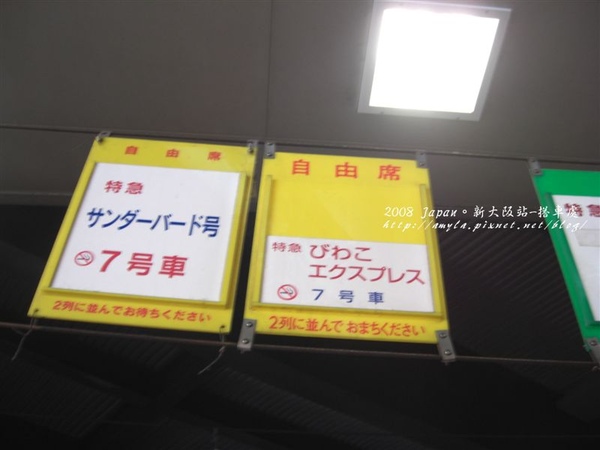 自由席
特急
サンダーバード号
7号車
2列に並んでお待ちください
自由席
特急 びわこ
エクスプレス
7号車
2列に並んで おまちください
特急
2008 Japan。新大阪站-搭車處
http://amyla.pixnet.net/blog/